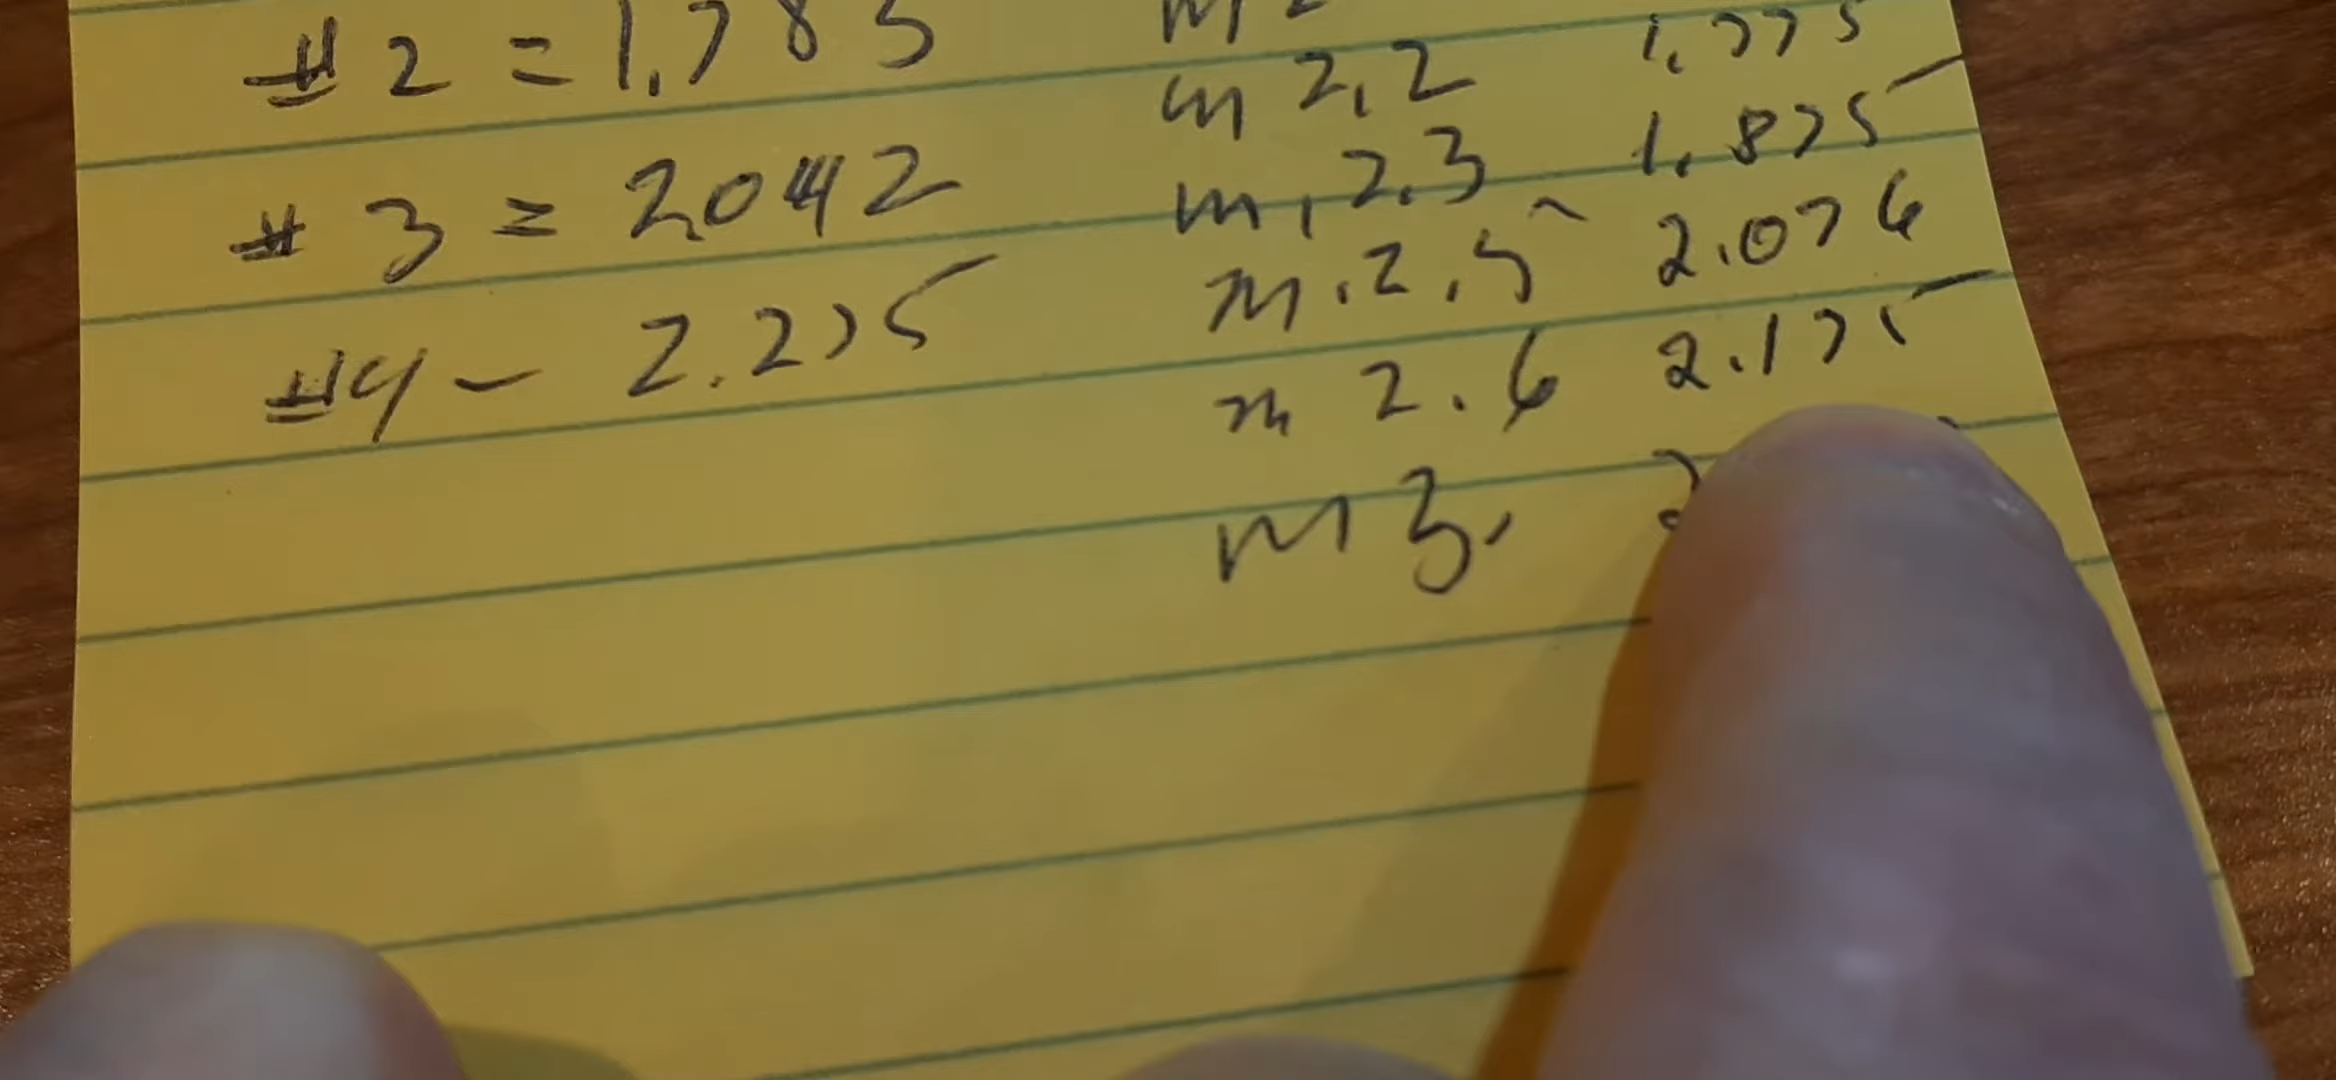 #2 = 1.785
m 2.2 1.775
#3 = 2.042
m. 2.3 1.875
m. 2.5 2.076
#4 - 2.275
m 2.6 2.175
m 3.